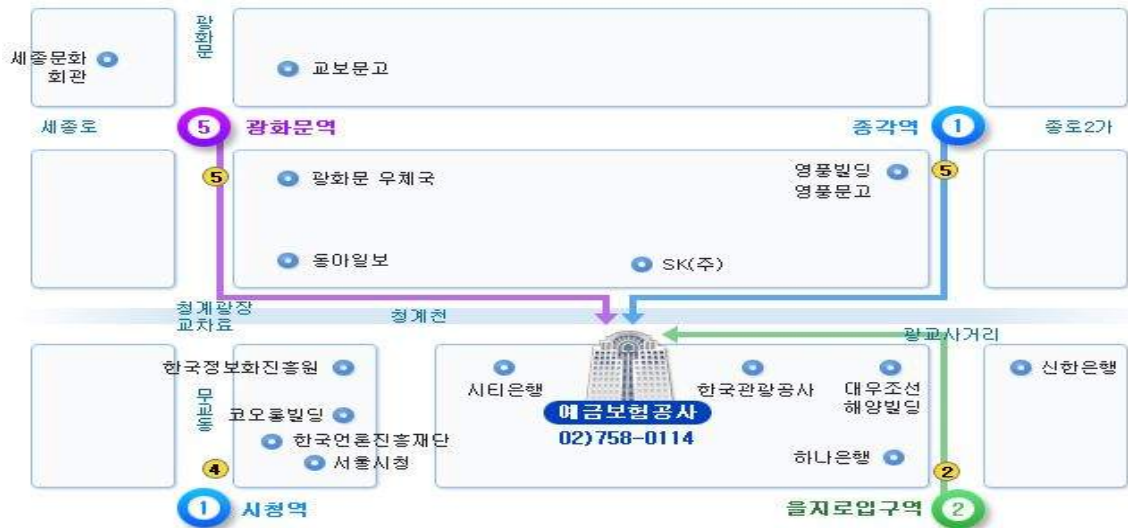 광화문
세종문화
회관
교보문고
세종로
5
광화문역
종각역
1
종로2가
5
광화문 우체국
영풍빌딩
영풍문고
5
동아일보
SK(주)
청계광장
교차료
청계천
광교사거리
한국정보화진흥원
시티은행
한국관광공사
대우조선
해양빌딩
신한은행
무교동
코오롱빌딩
예금보험공사
02)758-0114
한국언론진흥재단
서울시청
하나은행
4
2
1
시청역
을지로입구역
2